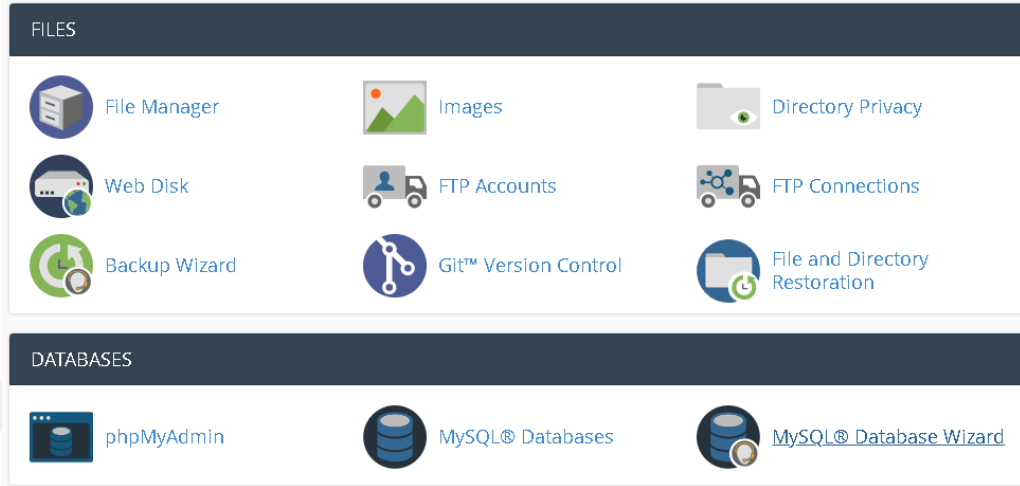 FILES
File Manager
Images
Directory Privacy
Web Disk
FTP Accounts
FTP Connections
Backup Wizard
Git™ Version Control
File and Directory
Restoration
DATABASES
phpMyAdmin
MySQL® Databases
MySQL® Database Wizard